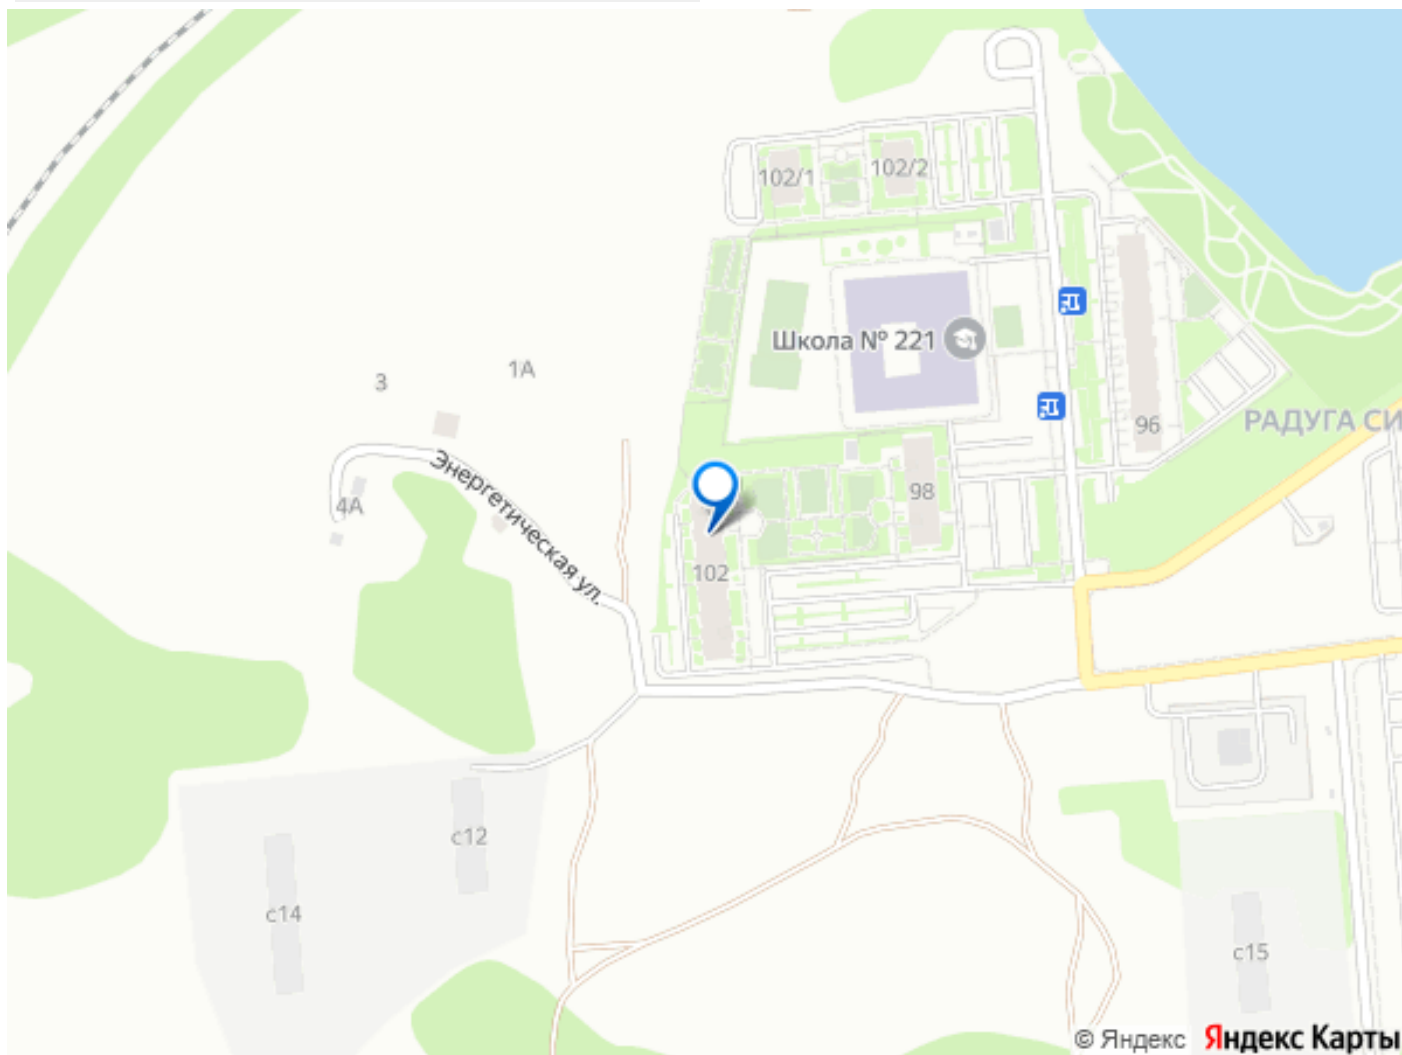 102/1
102/2
Школа № 221
3
1А
96
РАДУГА СИ
Энергетическая ул.
98
4А
102
с12
с14
с15
© Яндекс Яндекс Карты